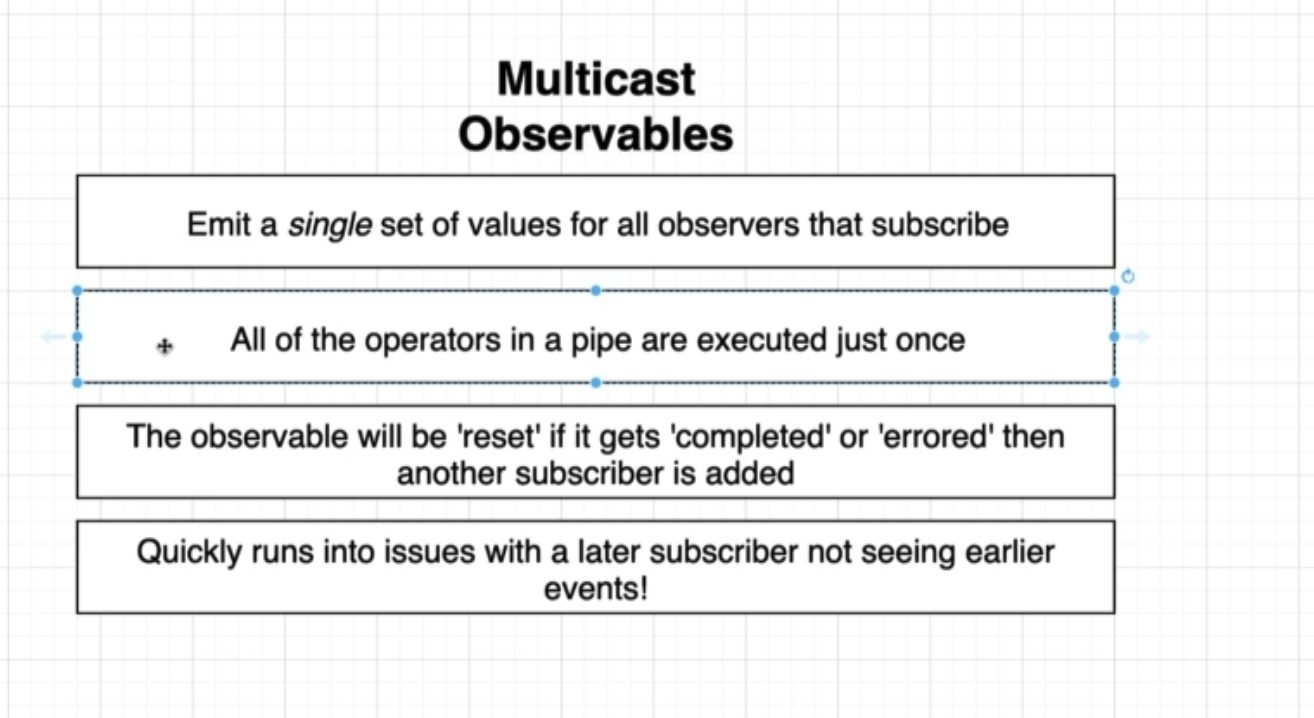 Multicast
Observables
Emit a single set of values for all observers that subscribe
All of the operators in a pipe are executed just once
The observable will be 'reset' if it gets 'completed' or 'errored' then
another subscriber is added
Quickly runs into issues with a later subscriber not seeing earlier
events!